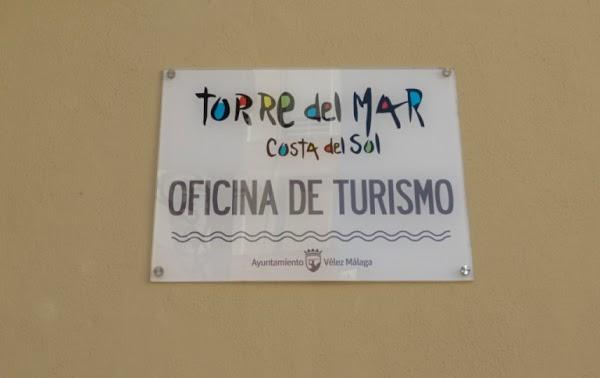 TORRe del MAR
Costa del Sol
OFICINA DE TURISMO
Ayuntamiento Vélez Málaga